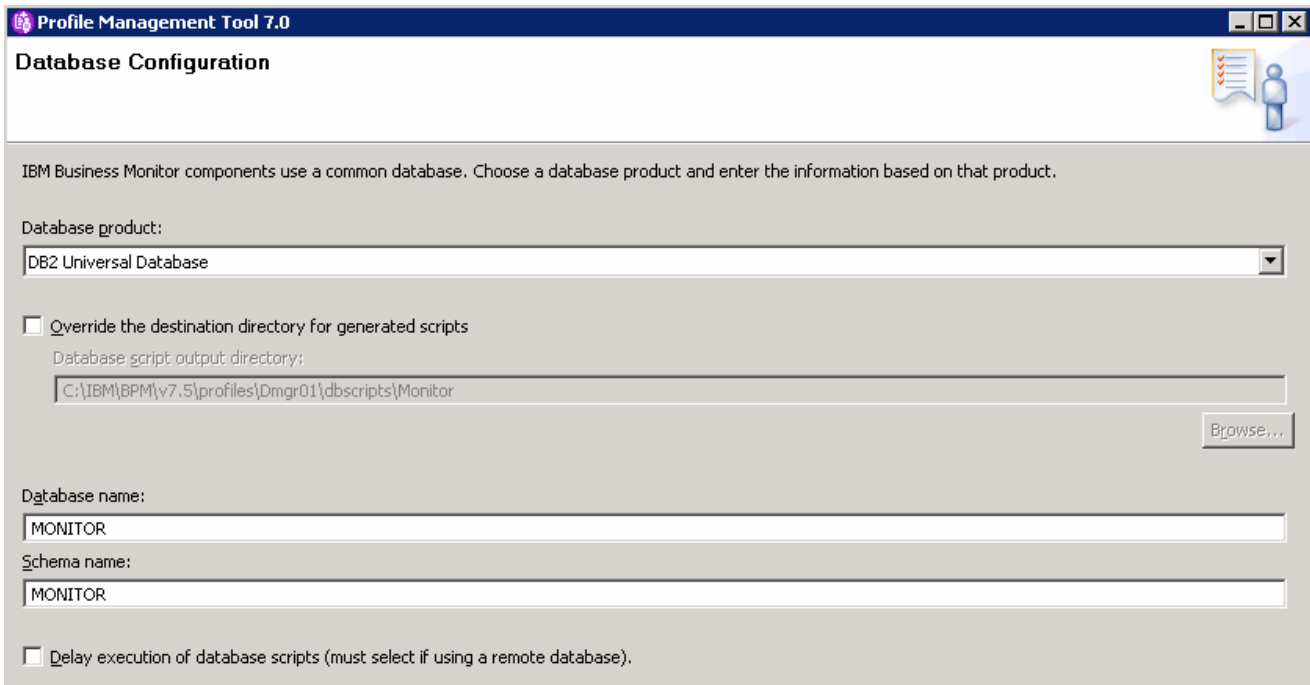 Profile Management Tool 7.0
Database Configuration
IBM Business Monitor components use a common database. Choose a database product and enter the information based on that product.
Database product:
DB2 Universal Database
Override the destination directory for generated scripts
Database script output directory:
C:\IBM\BPM\v7.5\profiles\Dmgr01\dbscripts\Monitor
Browse...
Database name:
MONITOR
Schema name:
MONITOR
Delay execution of database scripts (must select if using a remote database).